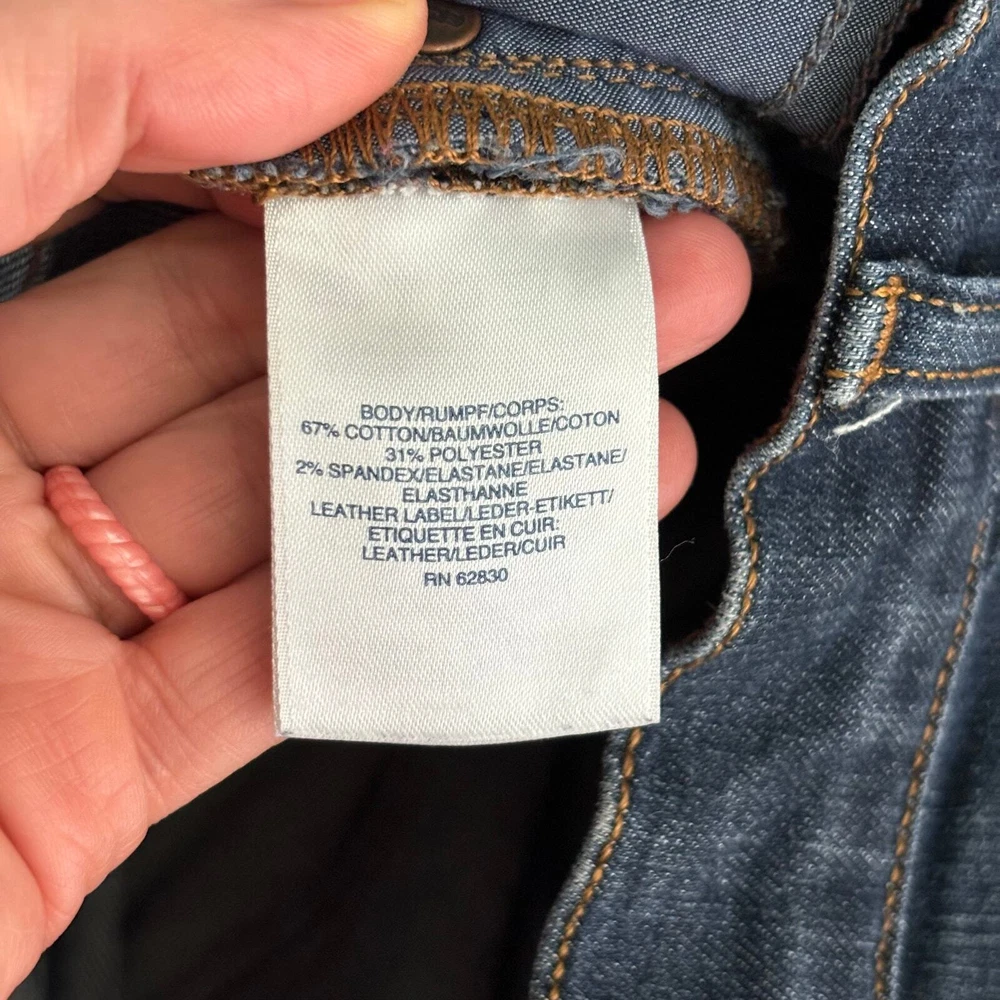 BODY/RUMPF/CORPS:
67% COTTON/BAUMWOLLE/COTON
31% POLYESTER
2% SPANDEX/ELASTANE/ELASTANE/
ELASTHANNE
LEATHER LABEL/LEDER-ETIKETT/
ETIQUETTE EN CUIR:
LEATHER/LEDER/CUIR
RN 62830